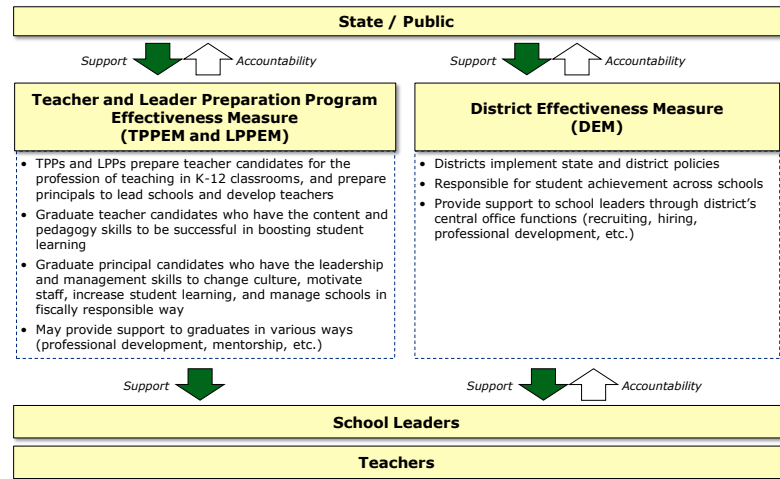 State / Public
Support
Accountability
Support
Accountability
Teacher and Leader Preparation Program
Effectiveness Measure
(TPPEM and LPPEM)
• TPPs and LPPs prepare teacher candidates for the
profession of teaching in K-12 classrooms, and prepare
principals to lead schools and develop teachers
• Graduate teacher candidates who have the content and
pedagogy skills to be successful in boosting student
learning
• Graduate principal candidates who have the leadership
and management skills to change culture, motivate
staff, increase student learning, and manage schools in
fiscally responsible way
• May provide support to graduates in various ways
(professional development, mentorship, etc.)
District Effectiveness Measure
(DEM)
• Districts implement state and district policies
• Responsible for student achievement across schools
• Provide support to school leaders through district's
central office functions (recruiting, hiring,
professional development, etc.)
Support
Support
Accountability
School Leaders
Teachers